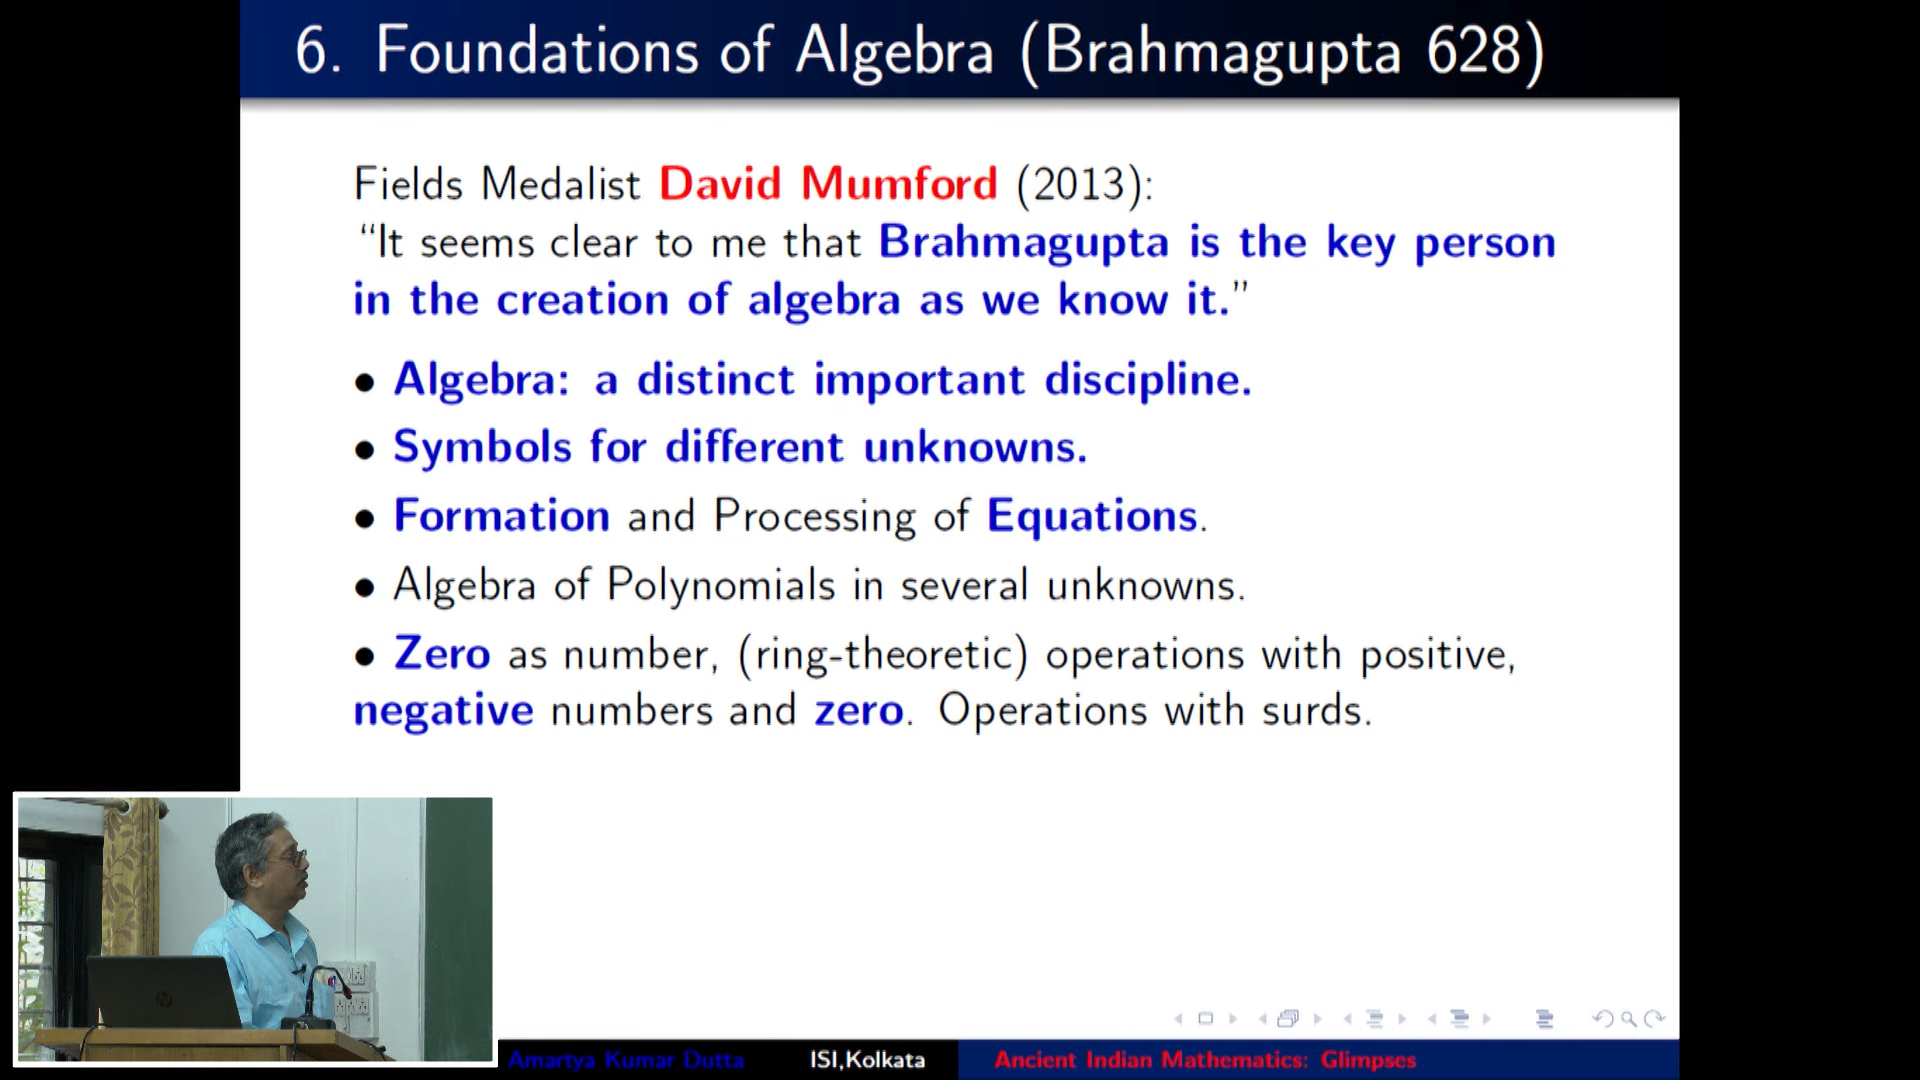 6. Foundations of Algebra (Brahmagupta 628)
Fields Medalist David Mumford (2013):
“It seems clear to me that Brahmagupta is the key person
in the creation of algebra as we know it.”
• Algebra: a distinct important discipline.
• Symbols for different unknowns.
• Formation and Processing of Equations.
• Algebra of Polynomials in several unknowns.
• Zero as number, (ring-theoretic) operations with positive,
negative numbers and zero. Operations with surds.
hp
Amartya Kumar Dutta ISI,Kolkata Ancient Indian Mathematics: Glimpses